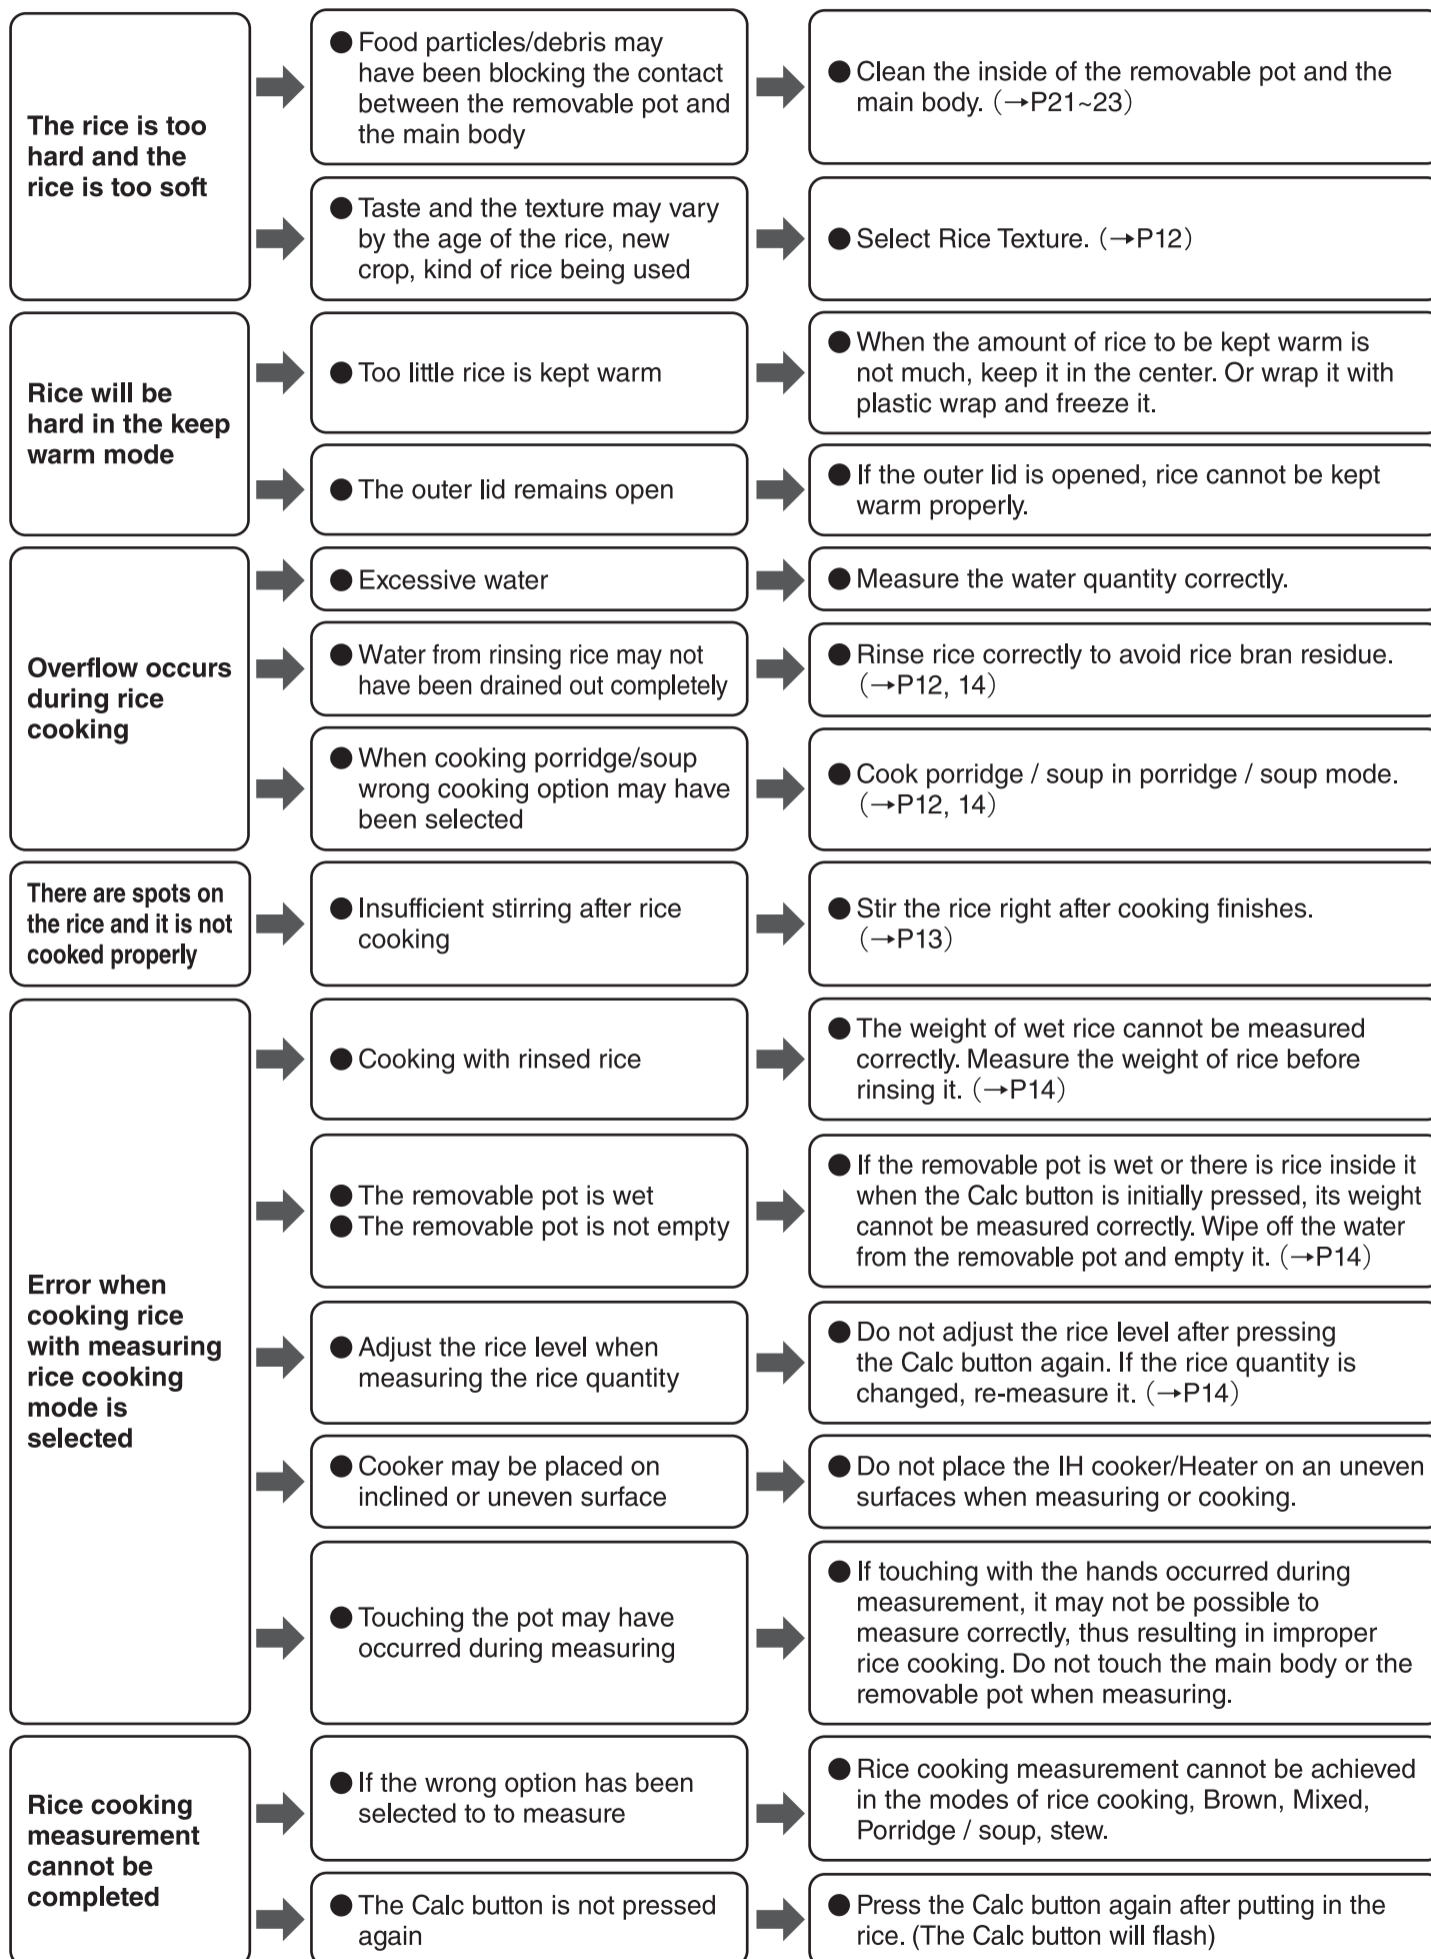 The rice is too
hard and the
rice is too soft
● Food particles/debris may
have been blocking the contact
between the removable pot and
the main body
● Clean the inside of the removable pot and the
main body. (→P21~23)
● Taste and the texture may vary
by the age of the rice, new
crop, kind of rice being used
● Select Rice Texture. (→P12)
Rice will be
hard in the keep
warm mode
● Too little rice is kept warm
● When the amount of rice to be kept warm is
not much, keep it in the center. Or wrap it with
plastic wrap and freeze it.
● The outer lid remains open
● If the outer lid is opened, rice cannot be kept
warm properly.
Overflow occurs
during rice
cooking
● Excessive water
● Measure the water quantity correctly.
● Water from rinsing rice may not
have been drained out completely
● Rinse rice correctly to avoid rice bran residue.
(→P12, 14)
● When cooking porridge/soup
wrong cooking option may have
been selected
● Cook porridge / soup in porridge / soup mode.
(→P12, 14)
There are spots on
the rice and it is not
cooked properly
● Insufficient stirring after rice
cooking
● Stir the rice right after cooking finishes.
(→P13)
Error when
cooking rice
with measuring
rice cooking
mode is
selected
● Cooking with rinsed rice
● The weight of wet rice cannot be measured
correctly. Measure the weight of rice before
rinsing it. (→P14)
● The removable pot is wet
● The removable pot is not empty
● If the removable pot is wet or there is rice inside it
when the Calc button is initially pressed, its weight
cannot be measured correctly. Wipe off the water
from the removable pot and empty it. (→P14)
● Adjust the rice level when
measuring the rice quantity
● Do not adjust the rice level after pressing
the Calc button again. If the rice quantity is
changed, re-measure it. (→P14)
● Cooker may be placed on
inclined or uneven surface
● Do not place the IH cooker/Heater on an uneven
surfaces when measuring or cooking.
● Touching the pot may have
occurred during measuring
● If touching with the hands occurred during
measurement, it may not be possible to
measure correctly, thus resulting in improper
rice cooking. Do not touch the main body or the
removable pot when measuring.
Rice cooking
measurement
cannot be
completed
● If the wrong option has been
selected to to measure
● Rice cooking measurement cannot be achieved
in the modes of rice cooking, Brown, Mixed,
Porridge / soup, stew.
● The Calc button is not pressed
again
● Press the Calc button again after putting in the
rice. (The Calc button will flash)